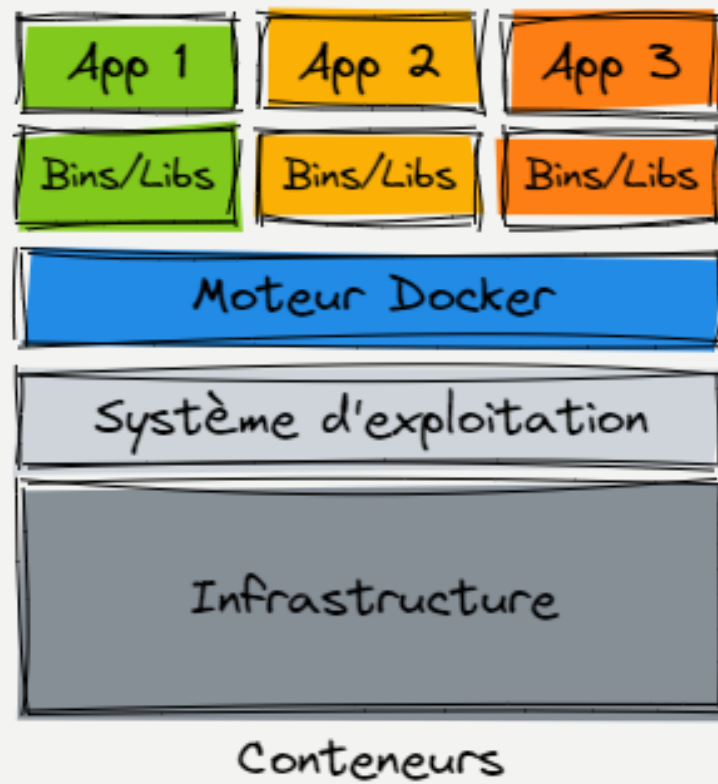 App 1 App 2 App 3
Bins/Libs Bins/Libs Bins/Libs
Moteur Docker
Système d'exploitation
Infrastructure
Conteneurs